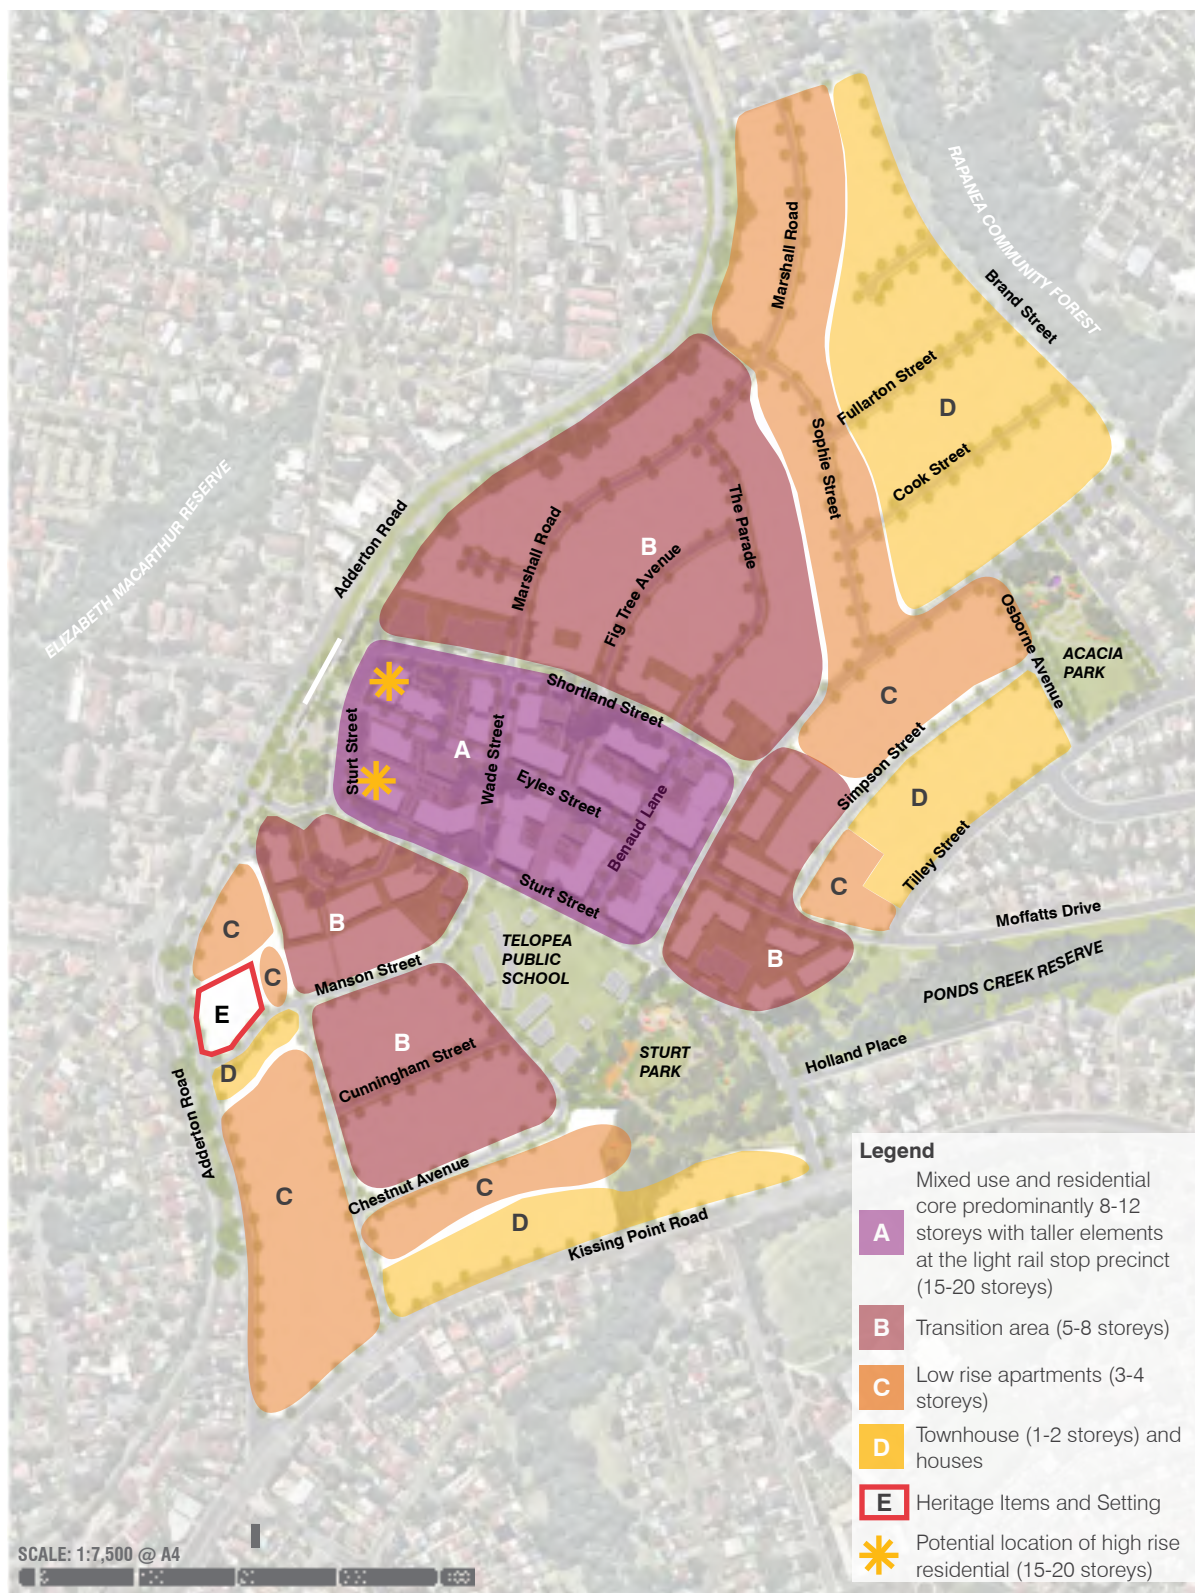 RAPANEA COMMUNITY FOREST
Marshall Road
Brand Street
Fullarton Street
D
Cook Street
Sophie Street
ELIZABETH MACARTHUR RESERVE
Adderton Road
The Parade
Marshall Road
B
Fig Tree Avenue
Osborne Avenue
ACACIA
PARK
Shortland Street
C
Sturt Street
A
Wade Street
Eyles Street
Benaud Lane
Simpson Street
D
Tilley Street
C
Sturt Street
Moffatts Drive
B
C
TELOPEA
PUBLIC
SCHOOL
B
PONDS CREEK RESERVE
Manson Street
C
E
B
Cunningham Street
STURT
PARK
Holland Place
D
Adderton Road
Chestnut Avenue
C
C
D
Kissing Point Road
Legend
A
Mixed use and residential
core predominantly 8-12
storeys with taller elements
at the light rail stop precinct
(15-20 storeys)
B
Transition area (5-8 storeys)
C
Low rise apartments (3-4
storeys)
D
Townhouse (1-2 storeys) and
houses
E
Heritage Items and Setting
Potential location of high rise
residential (15-20 storeys)
SCALE: 1:7,500 @ A4